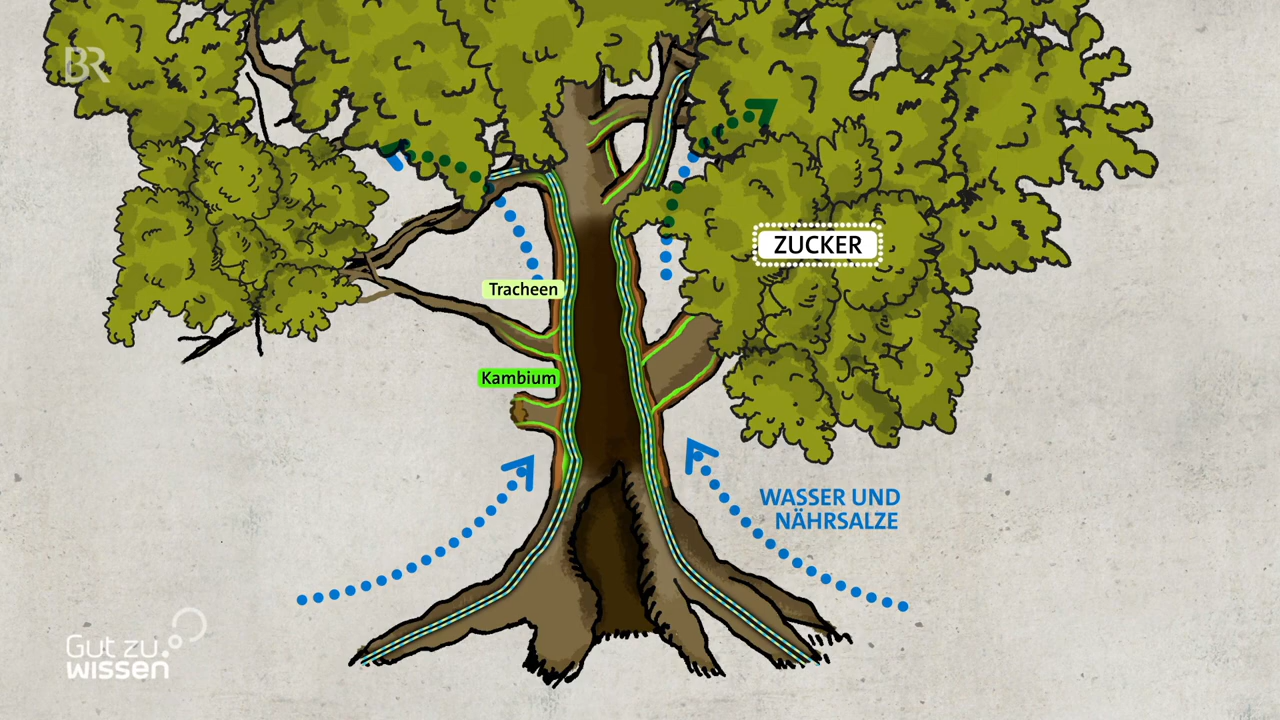 BR
ZUCKER
Tracheen
Kambium
WASSER UND
NÄHRSALZE
Gut zu
wissen